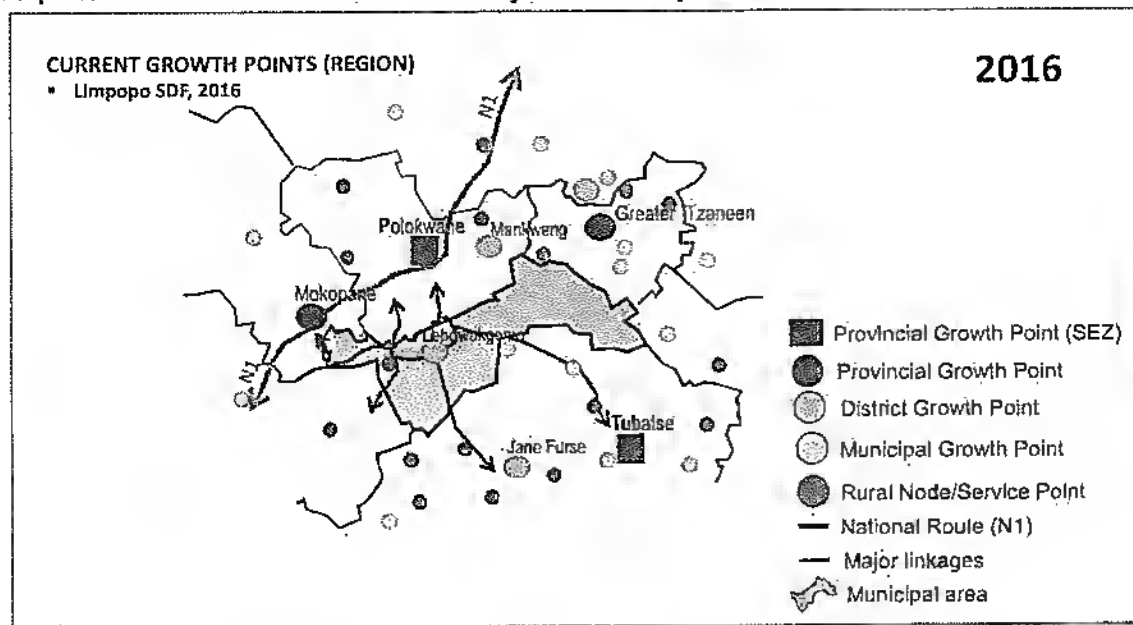 CURRENT GROWTH POINTS (REGION)
▪ Limpopo SDF, 2016
2016
N1
Polokwane
Mankweng
Greater Tzaneen
Mokopane
N1
Tubatse
Jane Furse
Provincial Growth Point (SEZ)
Provincial Growth Point
District Growth Point
Municipal Growth Point
Rural Node/Service Point
National Route (N1)
Major linkages
Municipal area